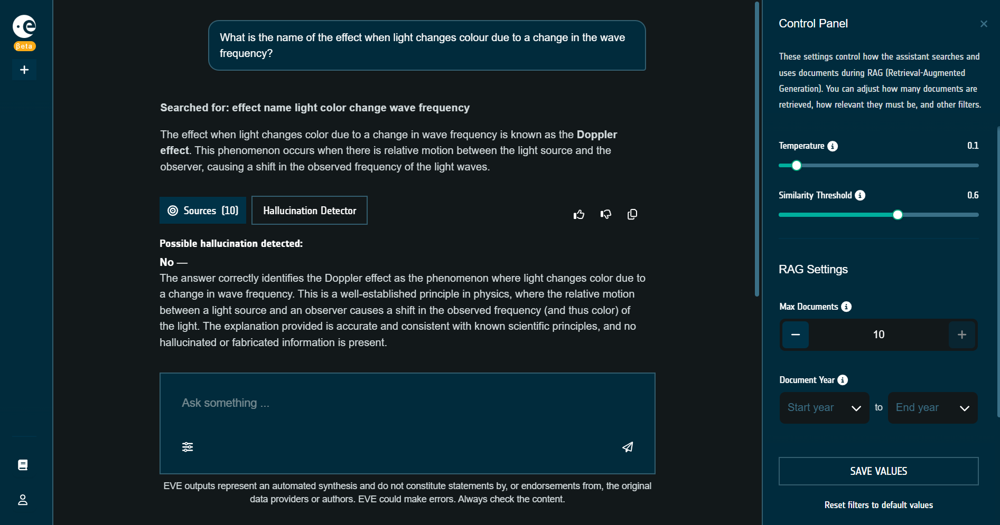 e
βeta
What is the name of the effect when light changes colour due to a change in the wave
frequency?
Searched for: effect name light color change wave frequency
The effect when light changes color due to a change in wave frequency is known as the Doppler
effect. This phenomenon occurs when there is relative motion between the light source and the
observer, causing a shift in the observed frequency of the light waves.
Sources (10)
Hallucination Detector
Possible hallucination detected:
No —
The answer correctly identifies the Doppler effect as the phenomenon where light changes color due to
a change in wave frequency. This is a well-established principle in physics, where the relative motion
between a light source and an observer causes a shift in the observed frequency (and thus color) of
the light. The explanation provided is accurate and consistent with known scientific principles, and no
hallucinated or fabricated information is present.
Ask something ...
EVE outputs represent an automated synthesis and do not constitute statements by, or endorsements from, the original
data providers or authors. EVE could make errors. Always check the content.
Control Panel
These settings control how the assistant searches and
uses documents during RAG (Retrieval-Augmented
Generation). You can adjust how many documents are
retrieved, how relevant they must be, and other filters.
Temperature
0.1
Similarity Threshold
0.6
RAG Settings
Max Documents
10
Document Year
Start year
to
End year
SAVE VALUES
Reset filters to default values